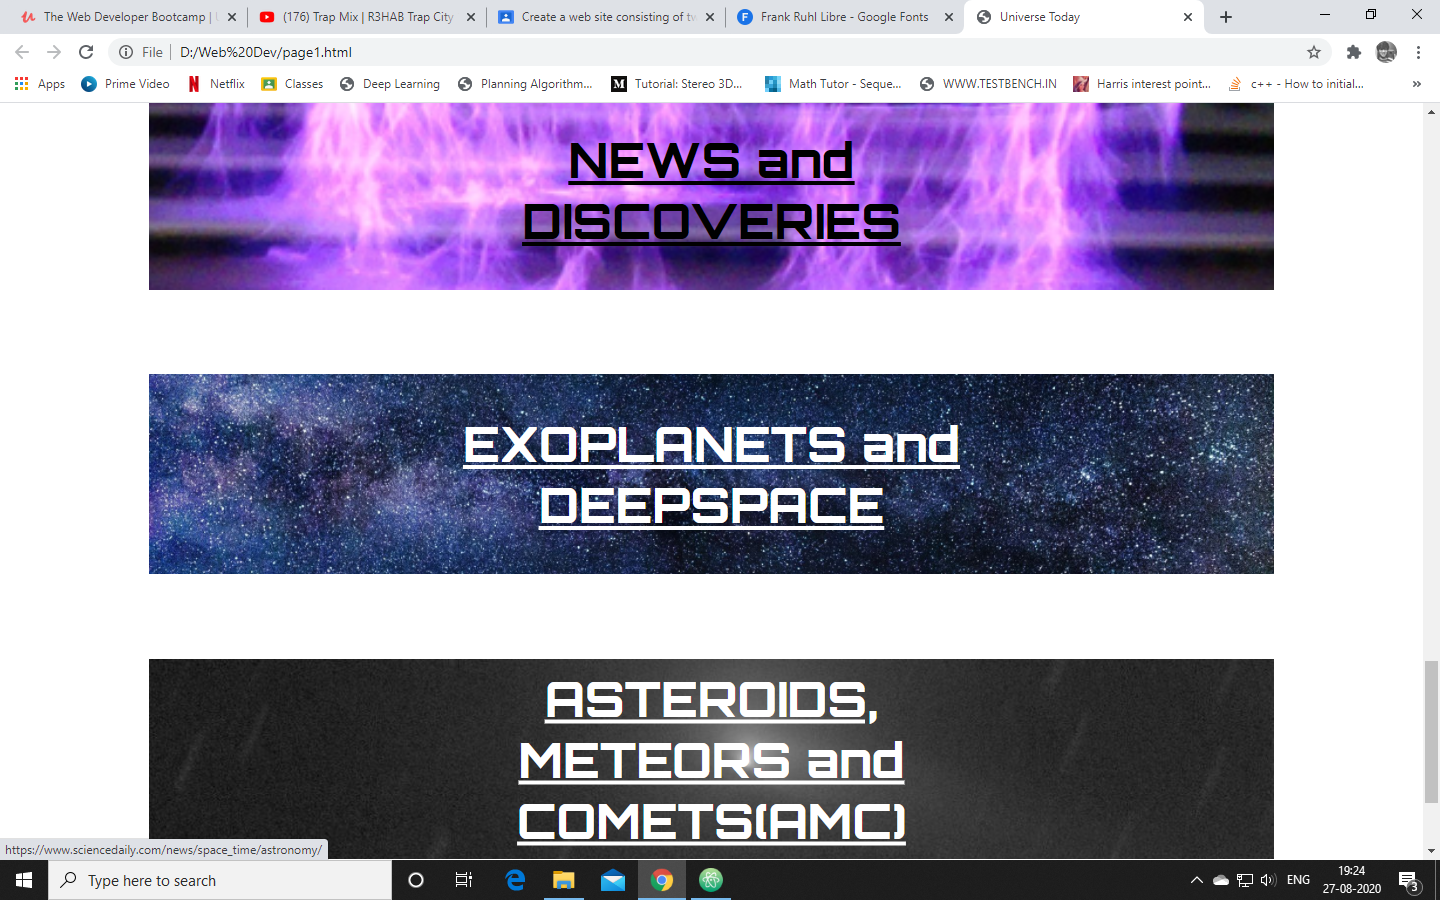 The Web Developer Bootcamp |
(176) Trap Mix | R3HAB Trap City
Create a web site consisting of tw
Frank Ruhl Libre - Google Fonts
Universe Today
File
D:/Web%20Dev/page1.html
Apps
Prime Video
Netflix
Classes
Deep Learning
Planning Algorithm...
M
Tutorial: Stereo 3D...
Math Tutor - Seque...
WWW.TESTBENCH.IN
Harris interest point...
c++ - How to initial...
»
NEWS and
DISCOVERIES
EXOPLANETS and
DEEPSPACE
ASTEROIDS,
METEORS and
COMETS(AMC)
https://www.sciencedaily.com/news/space_time/astronomy/
Type here to search
ENG
19:24
27-08-2020
3